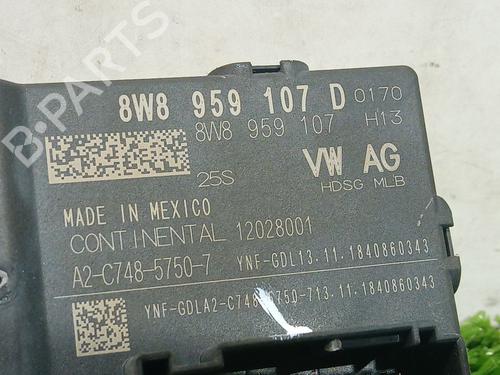 B-PARTS
8W8 959 107 D 0170
8W8 959 107 H13
25S VW AG
HDSG MLB
MADE IN MEXICO
CONTINENTAL 12028001
A2-C748-5750-7 YNF-GDL13.11.1840860343
YNF-GDLA2-C748-5750-713.11.1840860343